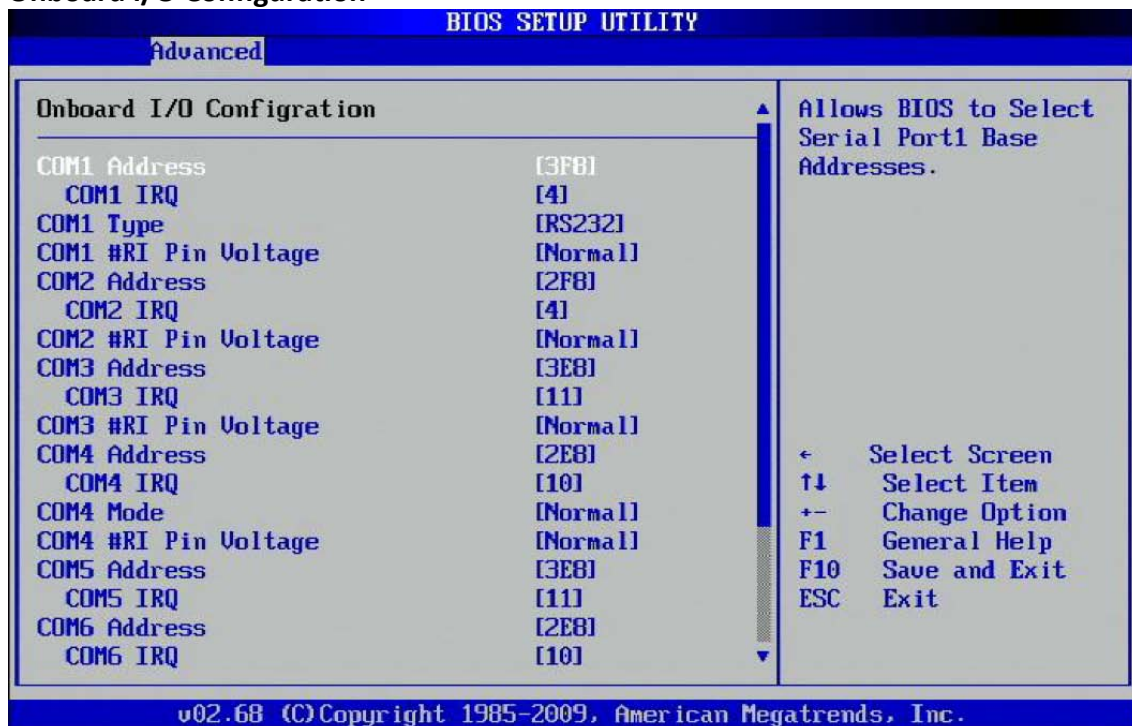 BIOS SETUP UTILITY
Advanced
Onboard I/O Configration
COM1 Address [3F8]
COM1 IRQ [4]
COM1 Type [RS232]
COM1 #RI Pin Voltage [Normal]
COM2 Address [2F8]
COM2 IRQ [4]
COM2 #RI Pin Voltage [Normal]
COM3 Address [3E8]
COM3 IRQ [11]
COM3 #RI Pin Voltage [Normal]
COM4 Address [2E8]
COM4 IRQ [10]
COM4 Mode [Normal]
COM4 #RI Pin Voltage [Normal]
COM5 Address [3E8]
COM5 IRQ [11]
COM6 Address [2E8]
COM6 IRQ [10]
Allows BIOS to Select
Serial Port1 Base
Addresses.
← Select Screen
↑↓ Select Item
+- Change Option
F1 General Help
F10 Save and Exit
ESC Exit
v02.68 (C)Copyright 1985-2009, American Megatrends, Inc.